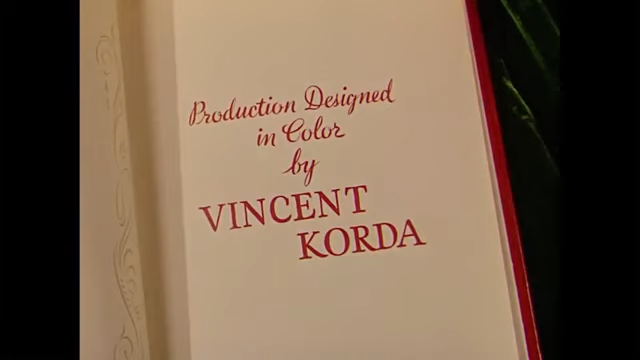 Production Designed
in Color
by
VINCENT
KORDA